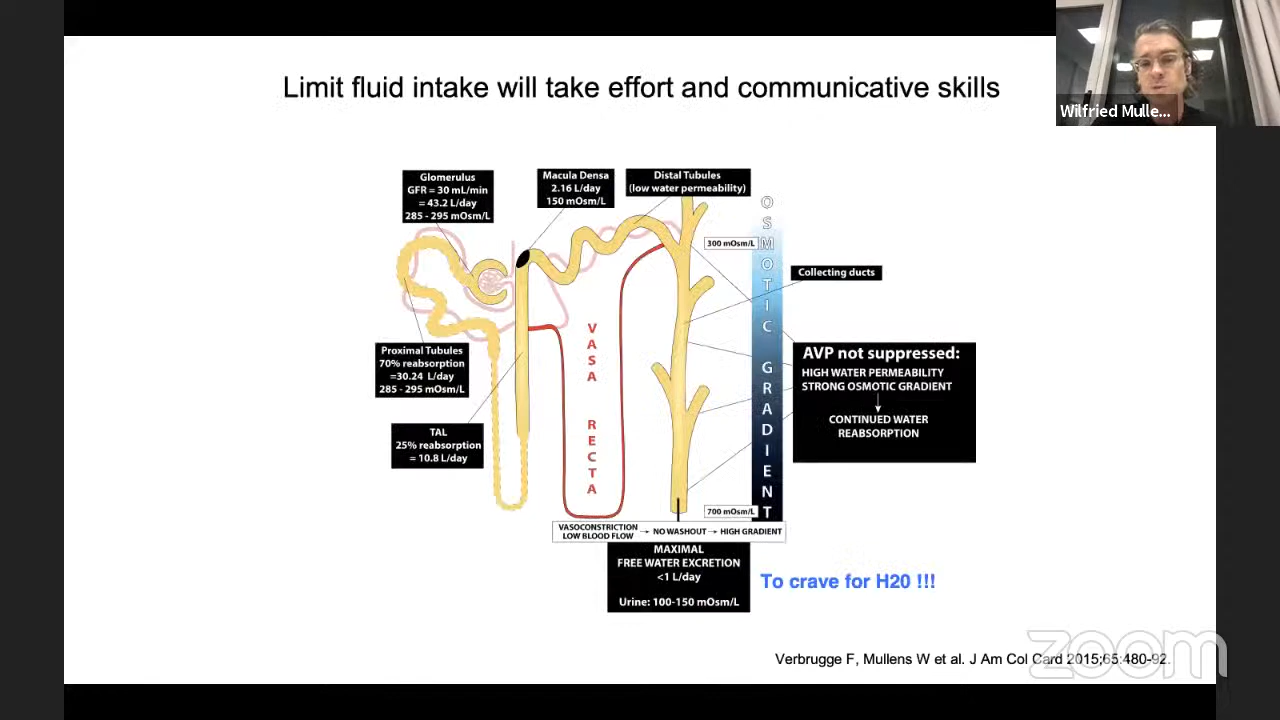 Limit fluid intake will take effort and communicative skills
Wilfried Mulle...
Glomerulus
GFR = 30 mL/min
= 43.2 L/day
285 - 295 mOsm/L
Macula Densa
2.16 L/day
150 mOsm/L
Distal Tubules
(low water permeability)
300 mOsm/L
OSMOTIC GRADIENT
Collecting ducts
VASA RECTA
Proximal Tubules
70% reabsorption
=30.24 L/day
285 - 295 mOsm/L
AVP not suppressed:
HIGH WATER PERMEABILITY
STRONG OSMOTIC GRADIENT
CONTINUED WATER
REABSORPTION
TAL
25% reabsorption
= 10.8 L/day
700 mOsm/L
VASOCONSTRICTION
LOW BLOOD FLOW
→ NO WASHOUT → HIGH GRADIENT
MAXIMAL
FREE WATER EXCRETION
<1 L/day
Urine: 100-150 mOsm/L
To crave for H20 !!!
Verbrugge F, Mullens W et al. J Am Col Card 2015;65:480-92.
zoom